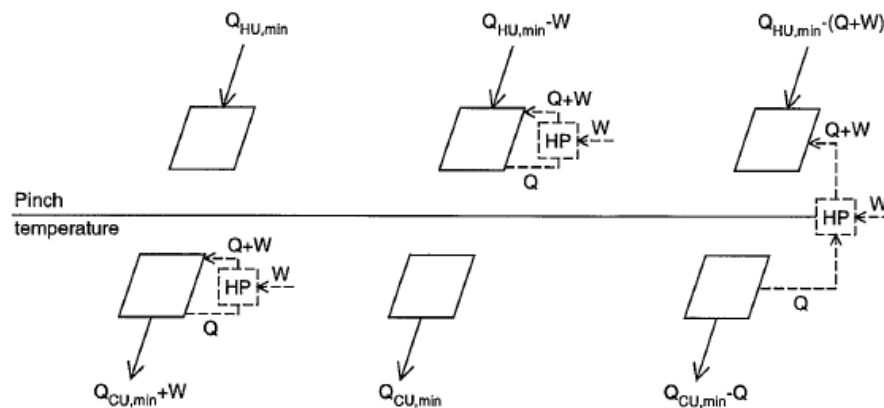 Q_HU,min
Q_HU,min-W
Q_HU,min-(Q+W)
Q+W
HP
W
Q
Q+W
Pinch
temperature
HP
W
Q+W
HP
W
Q
Q
Q_CU,min+W
Q_CU,min
Q_CU,min-Q